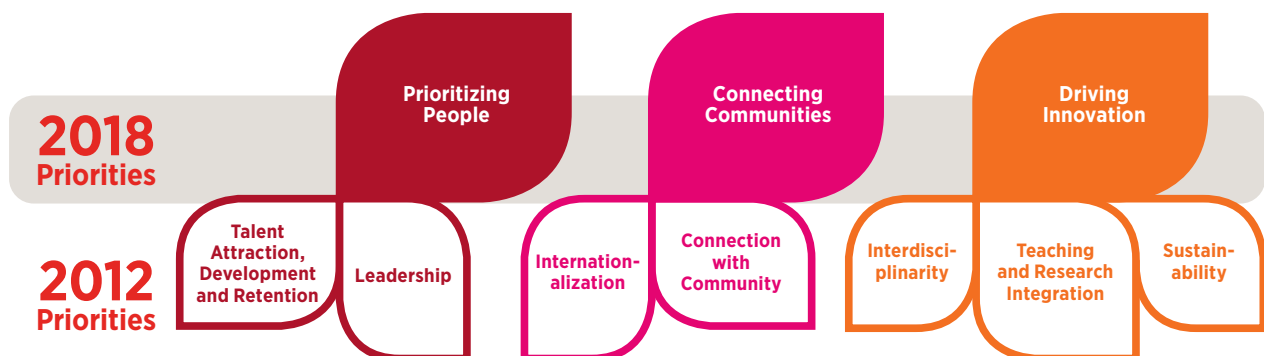 2018
Priorities
Prioritizing
People
Connecting
Communities
Driving
Innovation
2012
Priorities
Talent
Attraction,
Development
and Retention
Leadership
Internation-
alization
Connection
with
Community
Interdisci-
plinarity
Teaching
and Research
Integration
Sustain-
ability